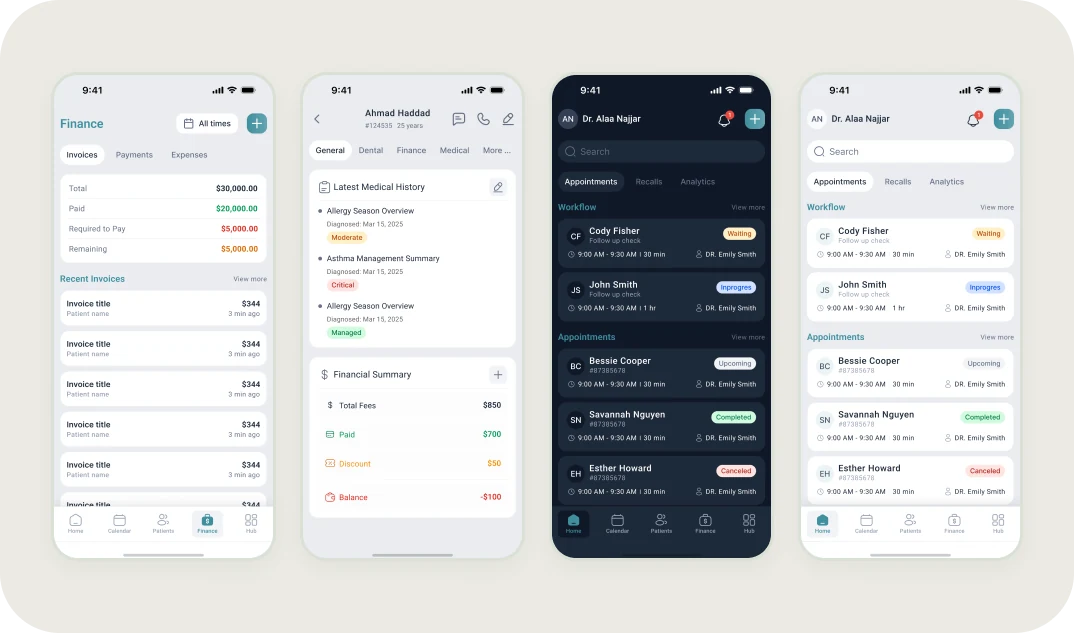 9:41
Finance
All times
Invoices Payments Expenses
Total $30,000.00
Paid $20,000.00
Required to Pay $5,000.00
Remaining $5,000.00
Recent Invoices View more
Invoice title $344
Patient name 3 min ago
Invoice title $344
Patient name 3 min ago
Invoice title $344
Patient name 3 min ago
Invoice title $344
Patient name 3 min ago
Invoice title $344
Patient name 3 min ago
Invoice title $344
Home Calendar Patients Finance Hub
9:41
Ahmad Haddad
#124535 25 years
General Dental Finance Medical More ...
Latest Medical History
Allergy Season Overview
Diagnosed: Mar 15, 2025
Moderate
Asthma Management Summary
Diagnosed: Mar 15, 2025
Critical
Allergy Season Overview
Diagnosed: Mar 15, 2025
Managed
Financial Summary
Total Fees $850
Paid $700
Discount $50
Balance -$100
9:41
AN Dr. Alaa Najjar 1
Search
Appointments Recalls Analytics
Workflow View more
CF Cody Fisher Waiting
Follow up check
9:00 AM - 9:30 AM | 30 min DR. Emily Smith
JS John Smith Inprogres
Follow up check
9:00 AM - 9:30 AM | 1 hr DR. Emily Smith
Appointments View more
BC Bessie Cooper Upcoming
#87385678
9:00 AM - 9:30 AM | 30 min DR. Emily Smith
SN Savannah Nguyen Completed
#87385678
9:00 AM - 9:30 AM | 30 min DR. Emily Smith
EH Esther Howard Canceled
#87385678
9:00 AM - 9:30 AM | 30 min DR. Emily Smith
Home Calendar Patients Finance Hub
9:41
AN Dr. Alaa Najjar 1
Search
Appointments Recalls Analytics
Workflow View more
CF Cody Fisher Waiting
Follow up check
9:00 AM - 9:30 AM 30 min DR. Emily Smith
JS John Smith Inprogres
Follow up check
9:00 AM - 9:30 AM 1 hr DR. Emily Smith
Appointments View more
BC Bessie Cooper Upcoming
#87385678
9:00 AM - 9:30 AM 30 min DR. Emily Smith
SN Savannah Nguyen Completed
#87385678
9:00 AM - 9:30 AM 30 min DR. Emily Smith
EH Esther Howard Canceled
#87385678
9:00 AM - 9:30 AM 30 min DR. Emily Smith
Home Calendar Patients Finance Hub